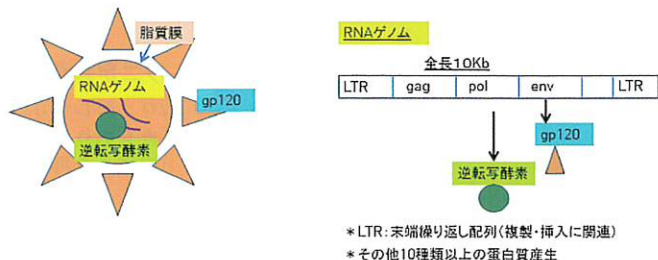 脂質膜
RNAゲノム
gp120
逆転写酵素
RNAゲノム
全長10Kb
LTR gag pol env LTR
gp120
逆転写酵素
*LTR:末端繰り返し配列(複製・挿入に関連)
*その他10種類以上の蛋白質産生